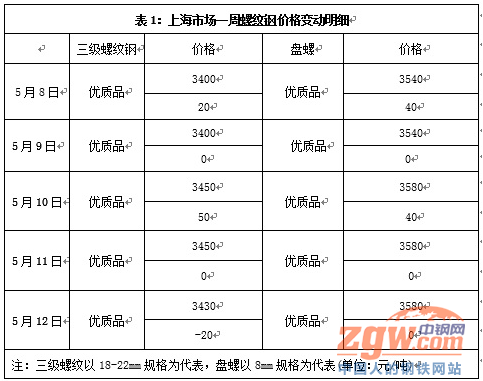 表 1：上海市场一周螺纹钢价格变动明细
三级螺纹钢 价格 盘螺 价格
5 月 8 日 优质品 3400 优质品 3540
20 40
5 月 9 日 优质品 3400 优质品 3540
0 0
5 月 10 日 优质品 3450 优质品 3580
50 40
5 月 11 日 优质品 3450 优质品 3580
0 0
5 月 12 日 优质品 3430 优质品 3580
-20 0
注：三级螺纹以 18-22mm 规格为代表，盘螺以 8mm 规格为代表(单位：元/吨)
zgw.com 中钢网
中国人的钢铁网站